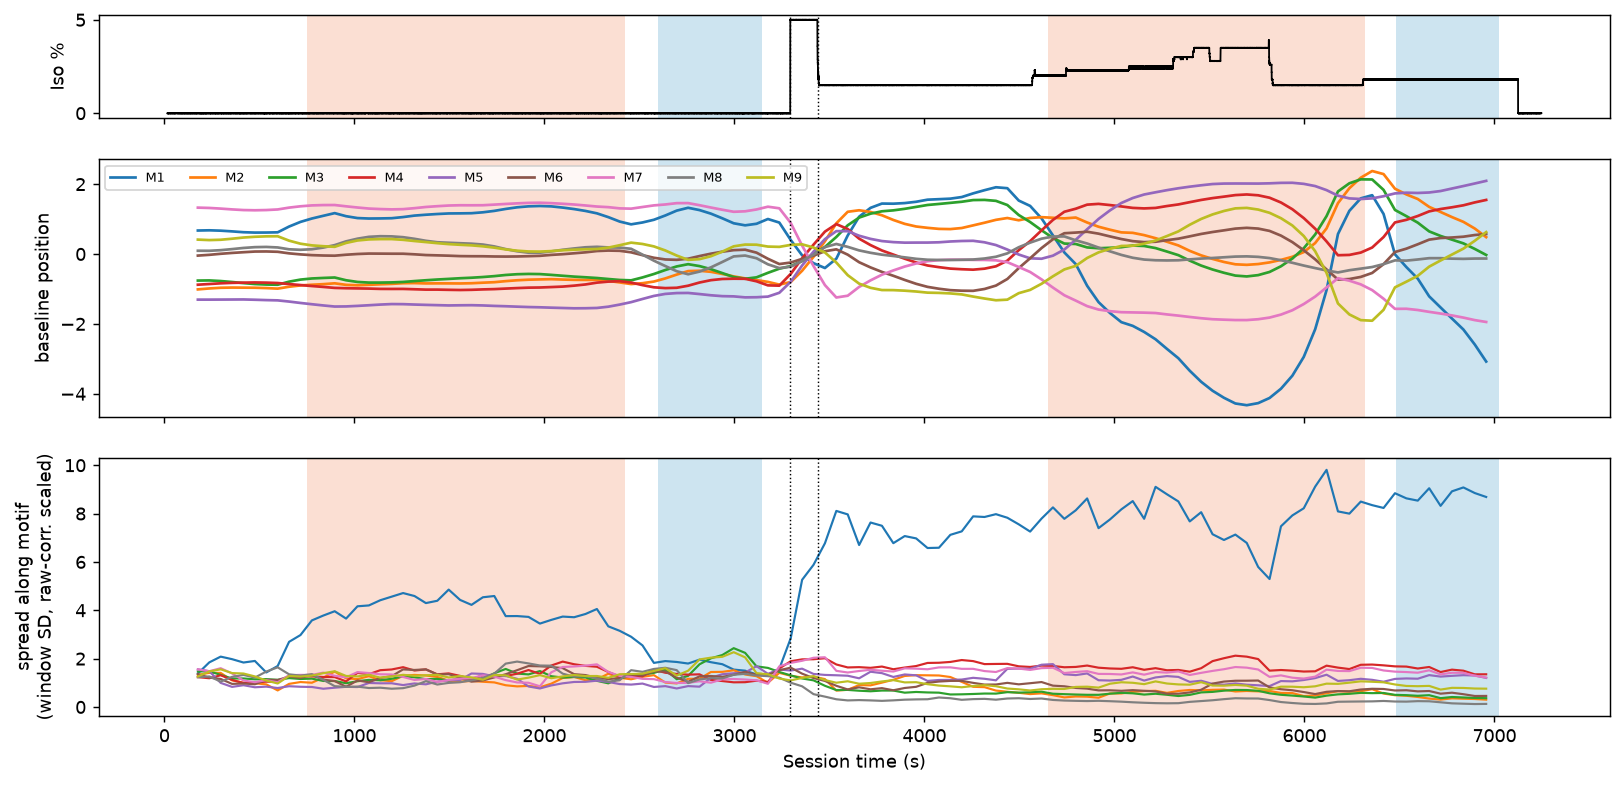 Iso %
5
0
baseline position
2
0
−2
−4
M1 M2 M3 M4 M5 M6 M7 M8 M9
spread along motif
(window SD, raw-corr. scaled)
10
8
6
4
2
0
0 1000 2000 3000 4000 5000 6000 7000
Session time (s)